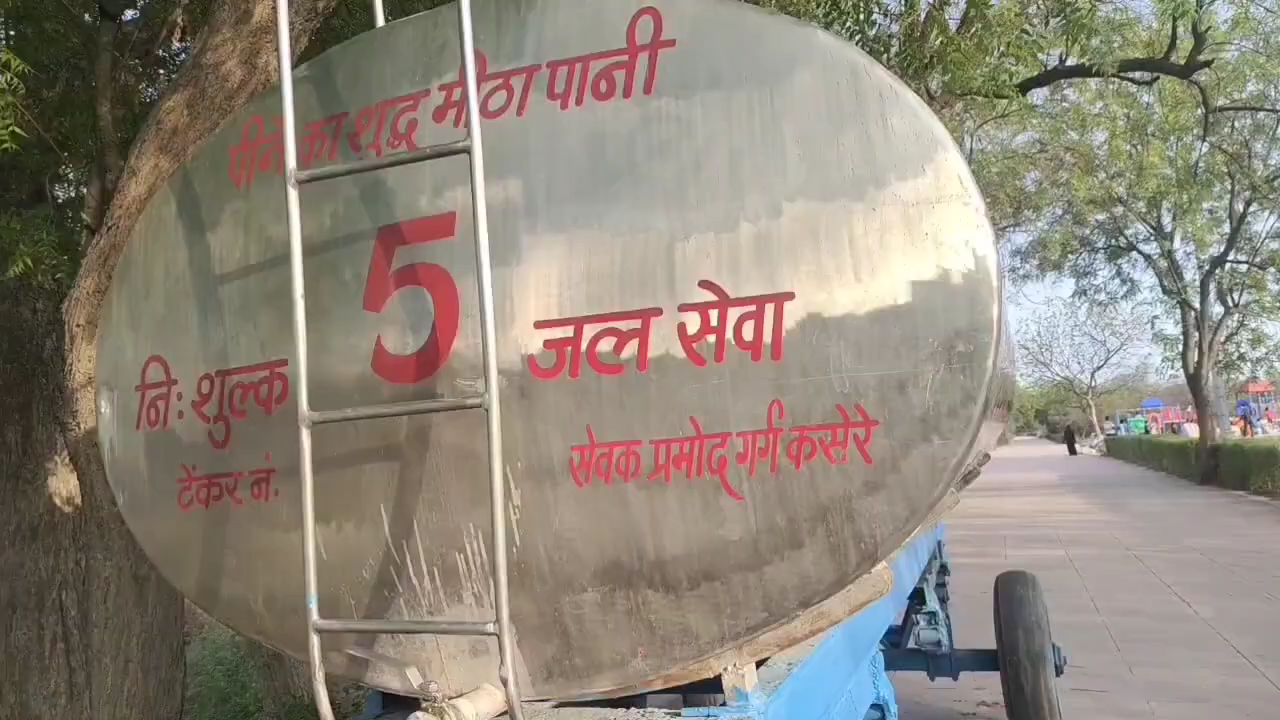 पीने का शुद्ध मीठा पानी
5
जल सेवा
नि: शुल्क
टेंकर नं.
सेवक प्रमोद गर्ग कसेरे